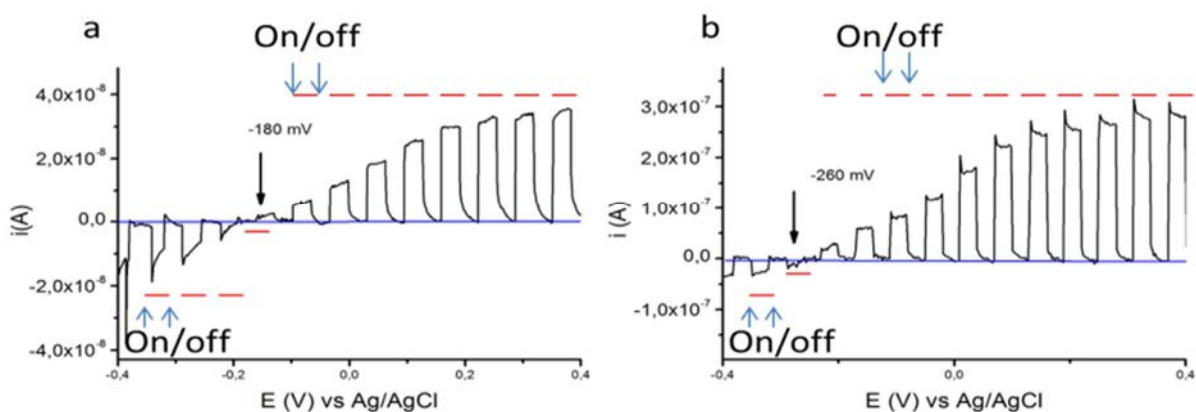 a
On/off
4,0x10⁻⁸
2,0x10⁻⁸
0,0
-2,0x10⁻⁸
-4,0x10⁻⁸
i(A)
-180 mV
On/off
-0,4
-0,2
0,0
0,2
0,4
E (V) vs Ag/AgCl
b
On/off
3,0x10⁻⁷
2,0x10⁻⁷
1,0x10⁻⁷
0,0
-1,0x10⁻⁷
i (A)
-260 mV
On/off
-0,4
0,0
0,4
E (V) vs Ag/AgCl